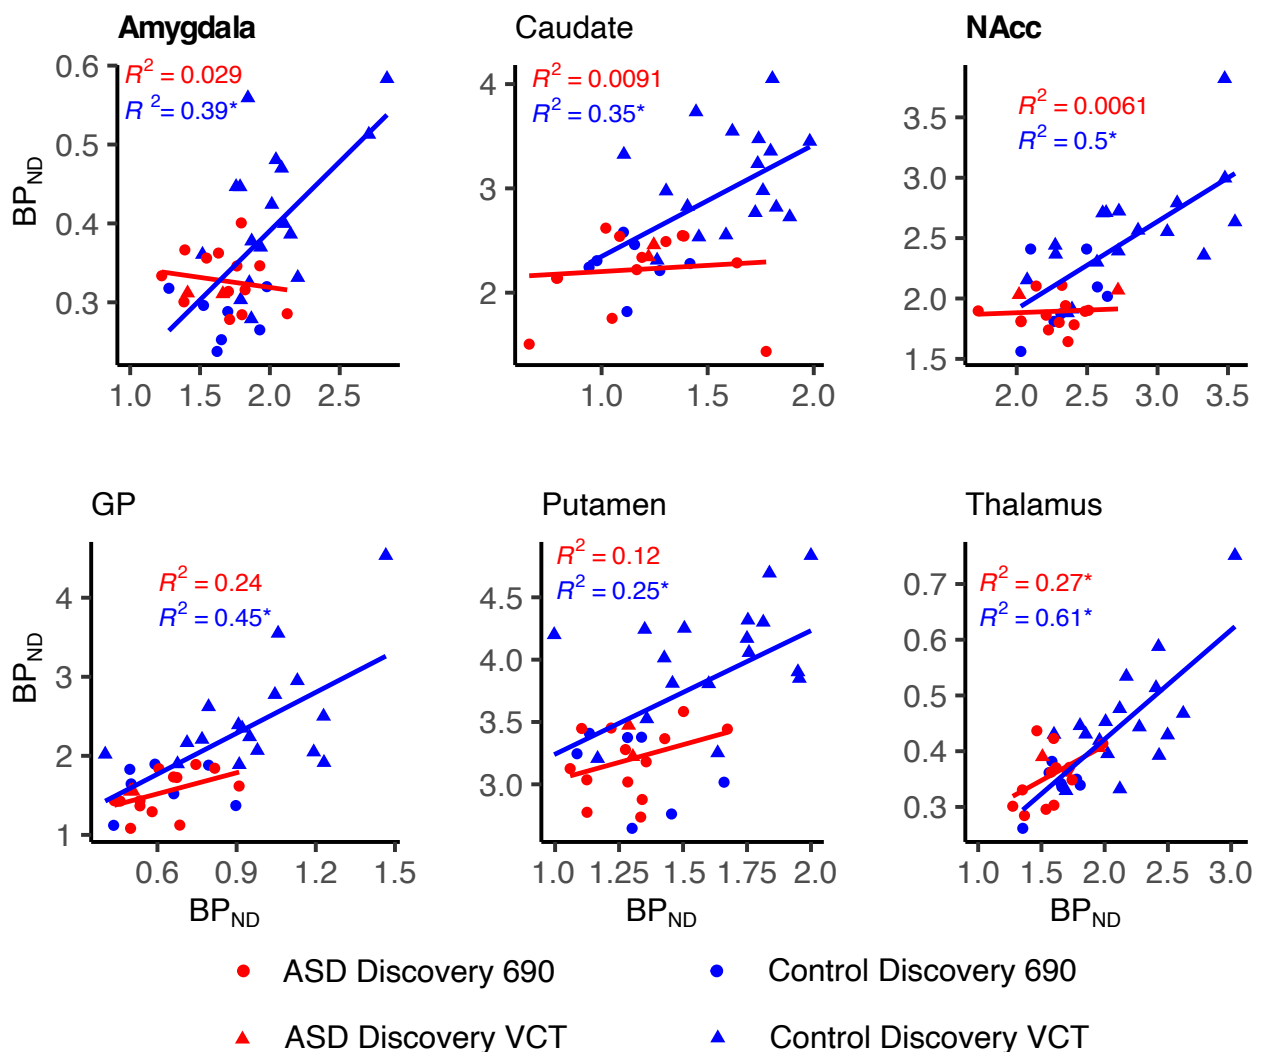 Amygdala
Caudate
NAcc
R² = 0.029
R ²= 0.39*
R² = 0.0091
R² = 0.35*
R² = 0.0061
R² = 0.5*
0.6
0.5
0.4
0.3
4
3
2
3.5
3.0
2.5
2.0
1.5
BP_ND
1.0 1.5 2.0 2.5
1.0 1.5 2.0
2.0 2.5 3.0 3.5
GP
Putamen
Thalamus
R² = 0.24
R² = 0.45*
R² = 0.12
R² = 0.25*
R² = 0.27*
R² = 0.61*
4
3
2
1
4.5
4.0
3.5
3.0
0.7
0.6
0.5
0.4
0.3
BP_ND
0.6 0.9 1.2 1.5
1.0 1.25 1.5 1.75 2.0
1.0 1.5 2.0 2.5 3.0
BP_ND
BP_ND
BP_ND
ASD Discovery 690
Control Discovery 690
ASD Discovery VCT
Control Discovery VCT